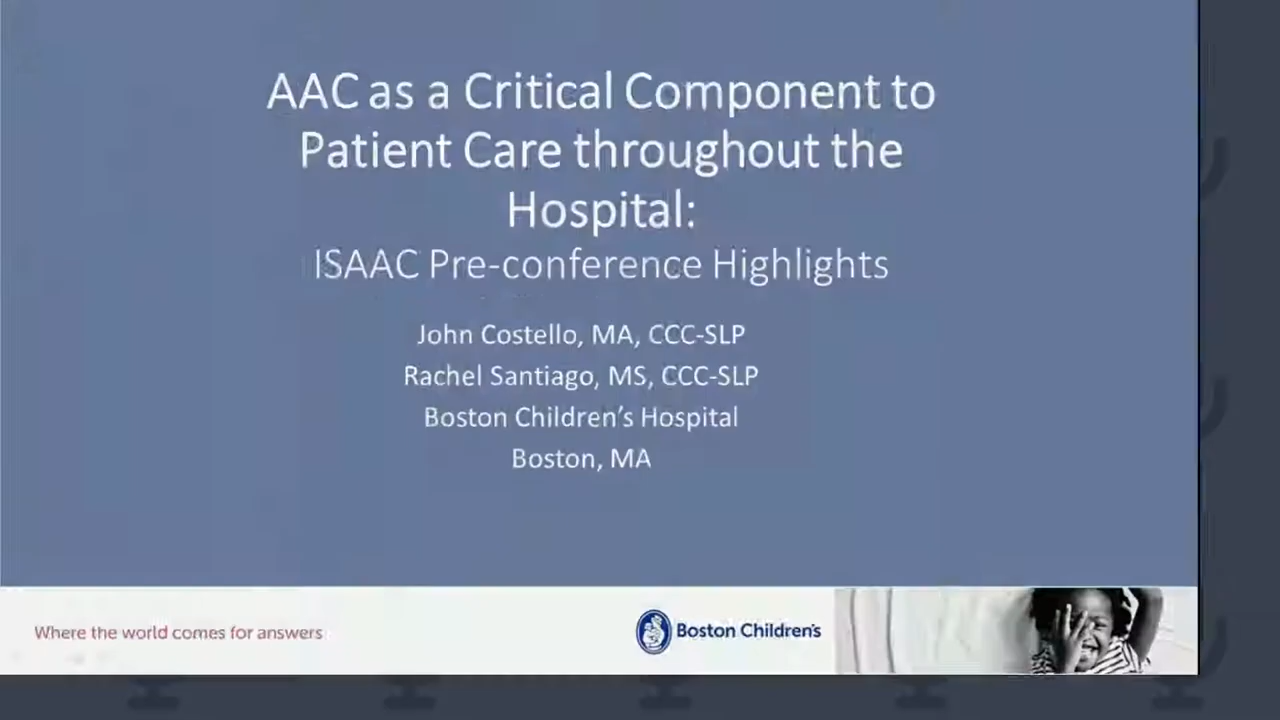 AAC as a Critical Component to
Patient Care throughout the
Hospital:
ISAAC Pre-conference Highlights
John Costello, MA, CCC-SLP
Rachel Santiago, MS, CCC-SLP
Boston Children's Hospital
Boston, MA
Where the world comes for answers
Boston Children's